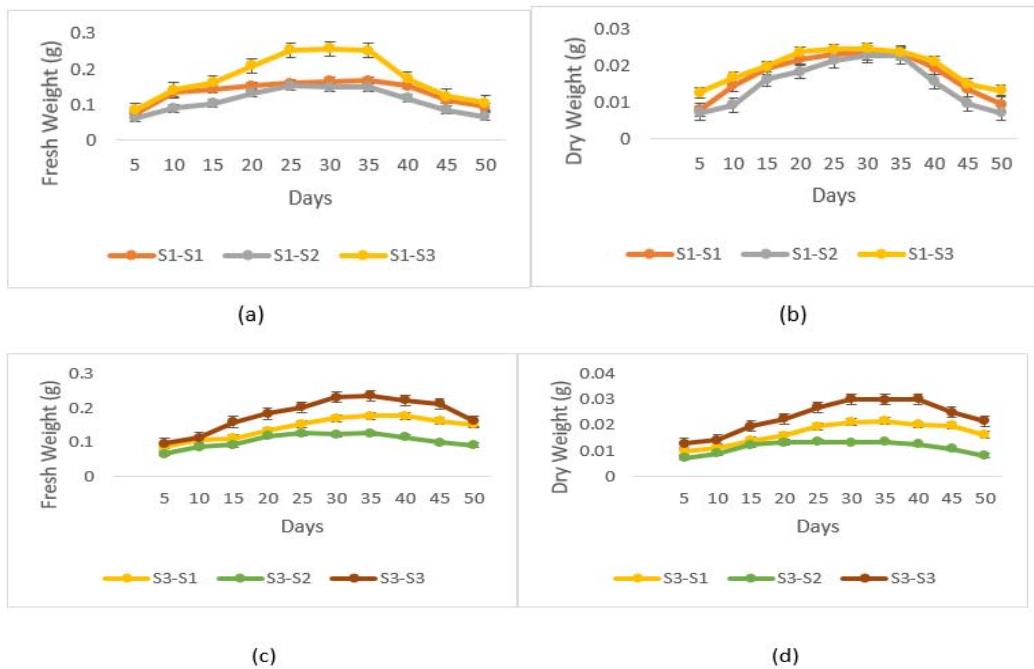 Fresh Weight (g)
0.3
0.2
0.1
0
5 10 15 20 25 30 35 40 45 50
Days
S1-S1 S1-S2 S1-S3
(a)
Dry Weight (g)
0.03
0.02
0.01
0
5 10 15 20 25 30 35 40 45 50
Days
S1-S1 S1-S2 S1-S3
(b)
Fresh Weight (g)
0.3
0.2
0.1
0
5 10 15 20 25 30 35 40 45 50
Days
S3-S1 S3-S2 S3-S3
(c)
Dry Weight (g)
0.04
0.03
0.02
0.01
0
5 10 15 20 25 30 35 40 45 50
Days
S3-S1 S3-S2 S3-S3
(d)